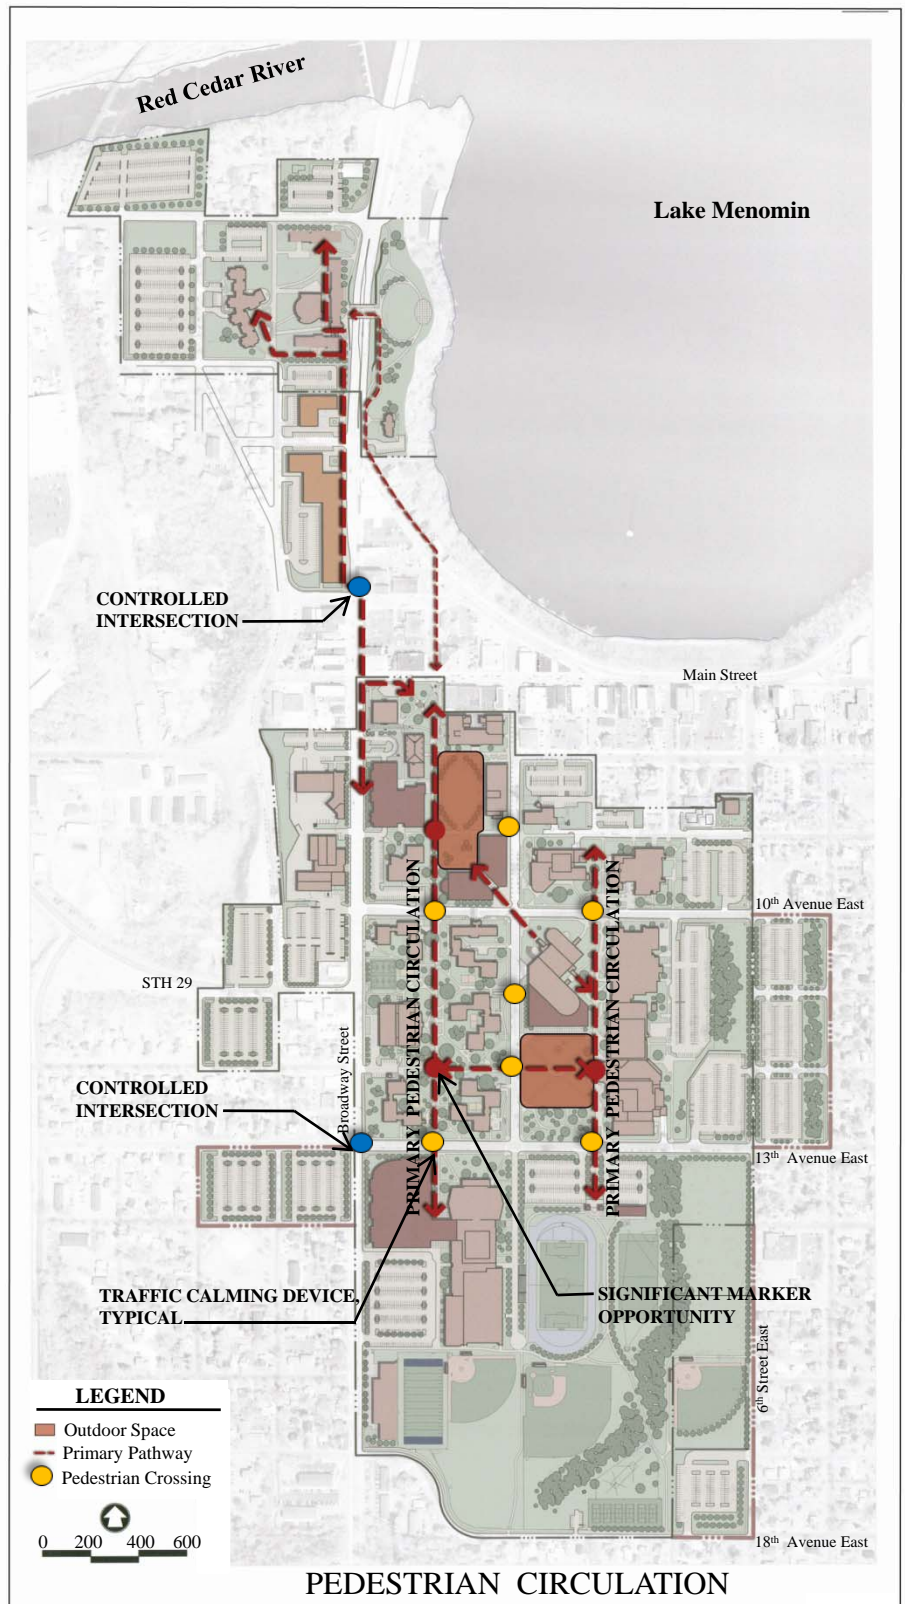 Red Cedar River
Lake Menomin
CONTROLLED
INTERSECTION
Main Street
10th Avenue East
PRIMARY PEDESTRIAN CIRCULATION
PRIMARY PEDESTRIAN CIRCULATION
STH 29
Broadway Street
CONTROLLED
INTERSECTION
13th Avenue East
TRAFFIC CALMING DEVICE,
TYPICAL
SIGNIFICANT MARKER
OPPORTUNITY
6th Street East
LEGEND
Outdoor Space
Primary Pathway
Pedestrian Crossing
0 200 400 600
18th Avenue East
PEDESTRIAN CIRCULATION